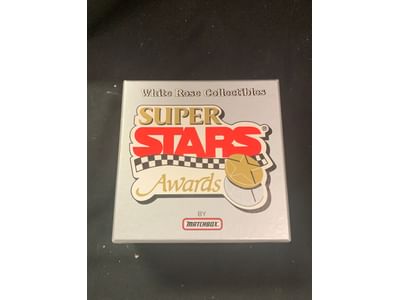 White Rose Collectibles
SUPER
STARS®
Awards
BY
MATCHBOX